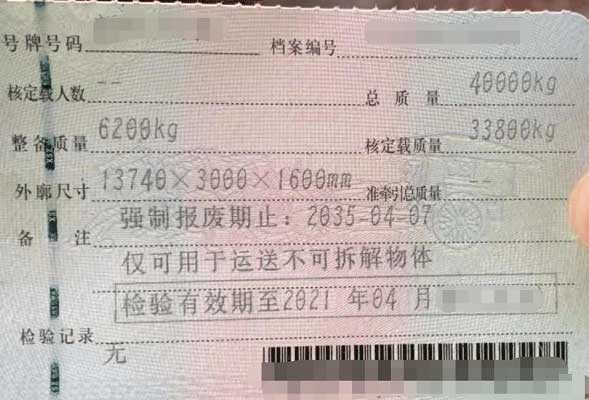 号牌号码 档案编号
核定载人数 -- 总质量 40000kg
整备质量 6200kg 核定载质量 33800kg
外廓尺寸 13740×3000×1600mm 准牵引总质量 --
强制报废期止：2035-04-07
备注
仅可用于运送不可拆解物体
检验有效期至2021 年04 月
检验记录
无